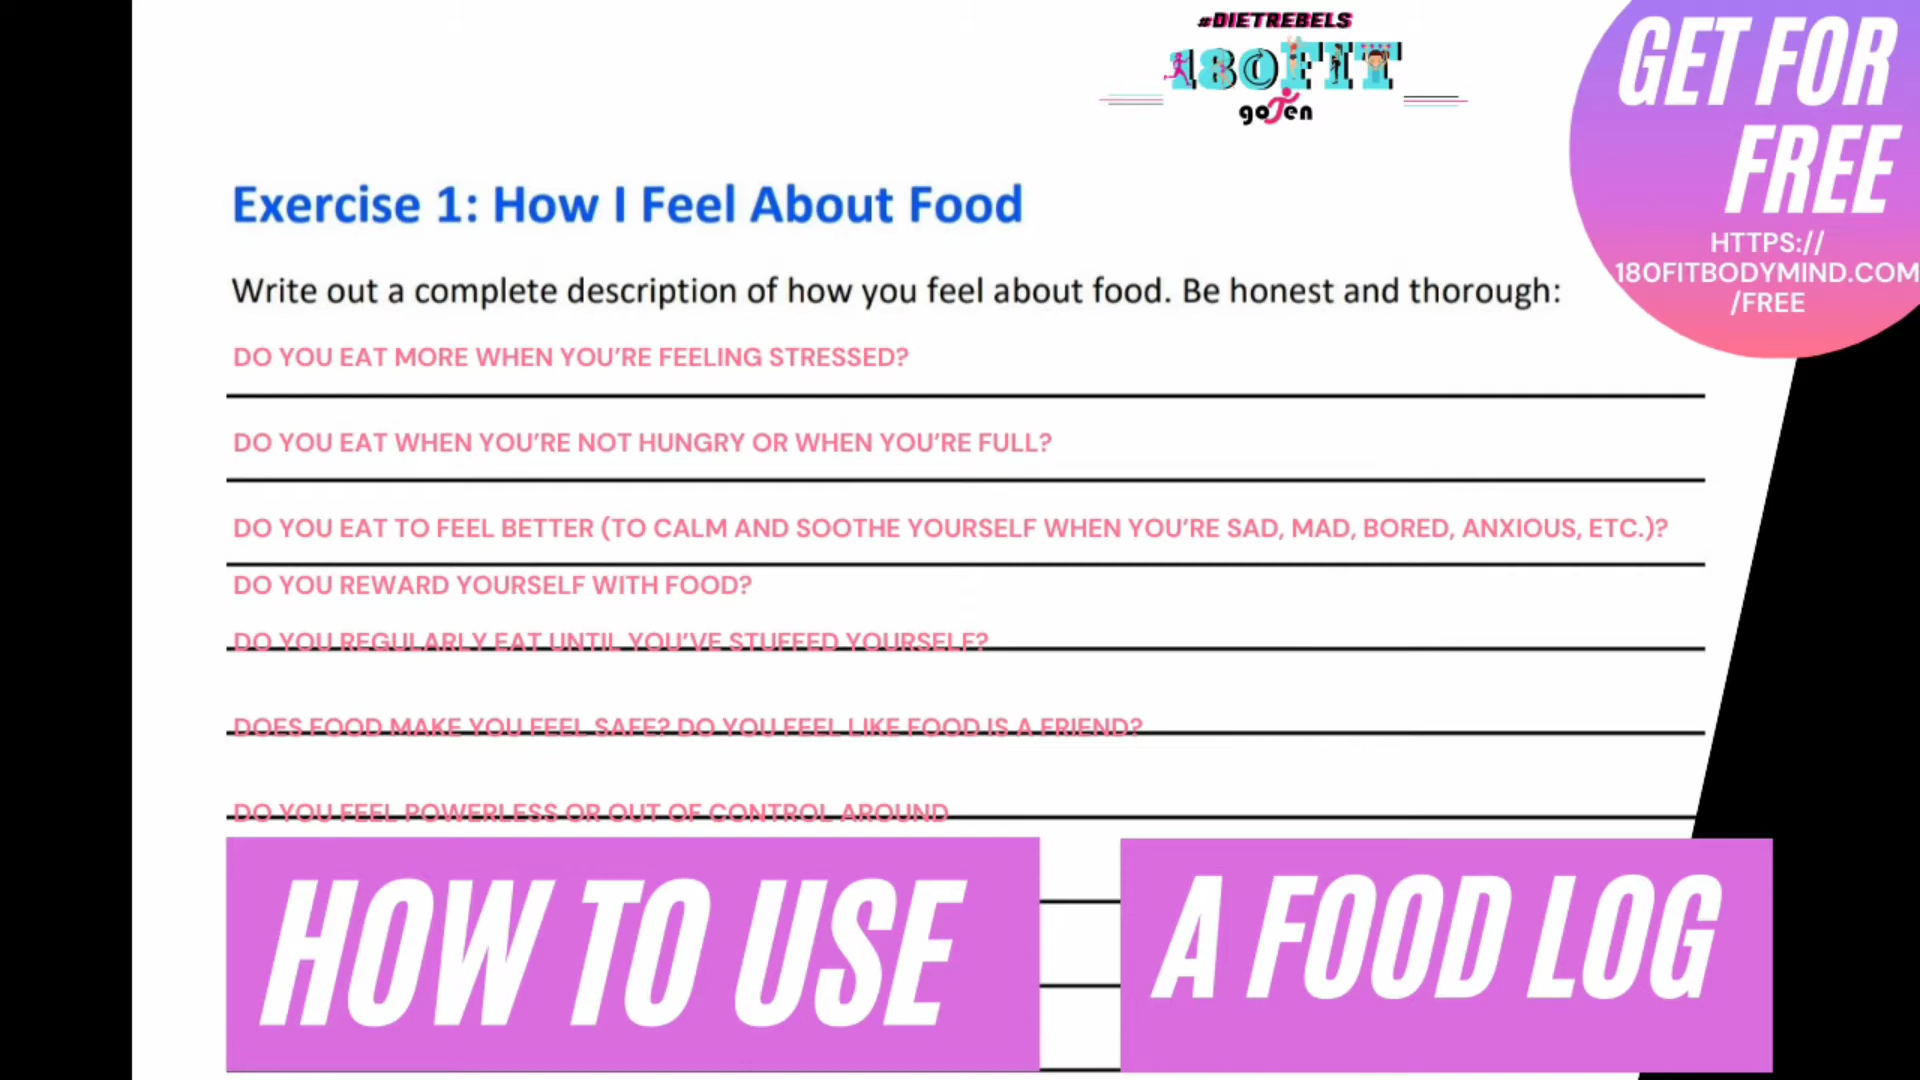 #DIETREBELS
180FIT
goTen
GET FOR
FREE
HTTPS://
180FITBODYMIND.COM
/FREE
Exercise 1: How I Feel About Food
Write out a complete description of how you feel about food. Be honest and thorough:
DO YOU EAT MORE WHEN YOU’RE FEELING STRESSED?
DO YOU EAT WHEN YOU’RE NOT HUNGRY OR WHEN YOU’RE FULL?
DO YOU EAT TO FEEL BETTER (TO CALM AND SOOTHE YOURSELF WHEN YOU’RE SAD, MAD, BORED, ANXIOUS, ETC.)?
DO YOU REWARD YOURSELF WITH FOOD?
DO YOU REGULARLY EAT UNTIL YOU’VE STUFFED YOURSELF?
DOES FOOD MAKE YOU FEEL SAFE? DO YOU FEEL LIKE FOOD IS A FRIEND?
DO YOU FEEL POWERLESS OR OUT OF CONTROL AROUND
HOW TO USE
A FOOD LOG